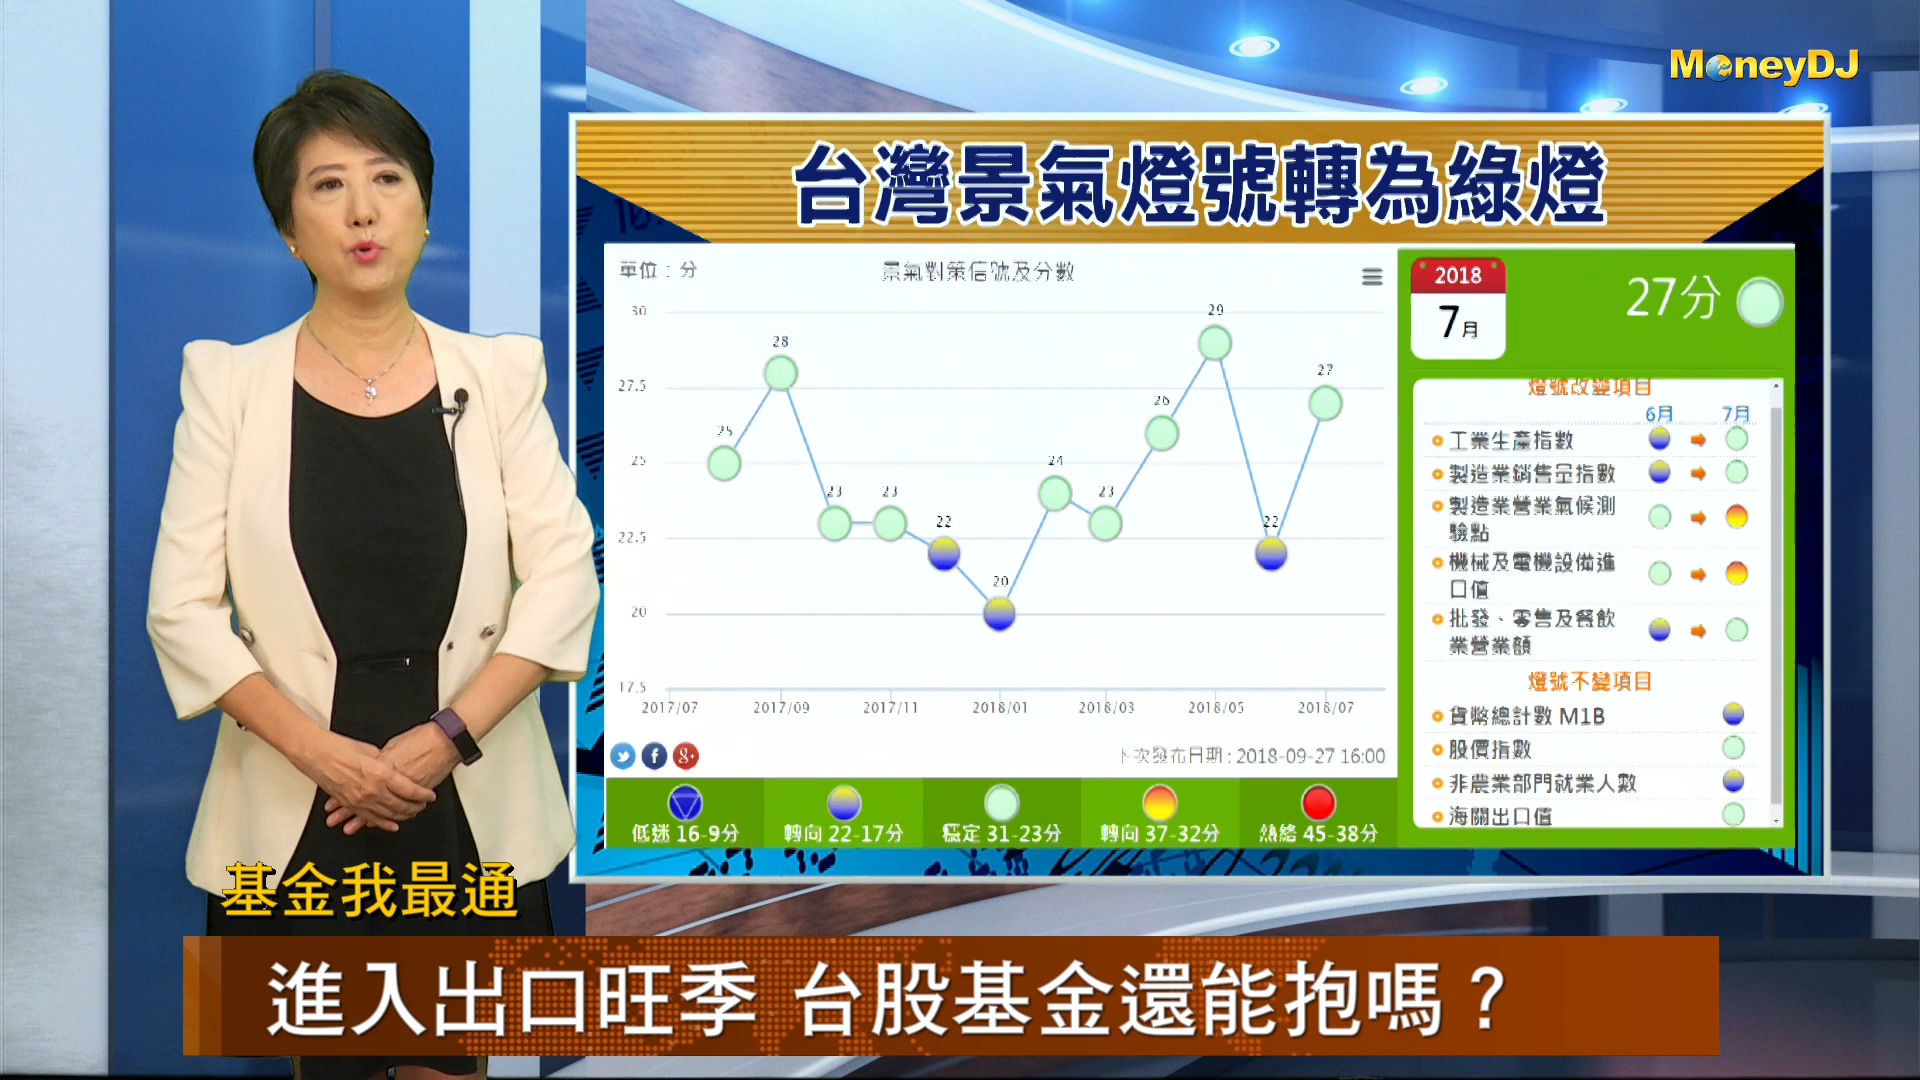 MoneyDJ
台灣景氣燈號轉為綠燈
單位：分
景氣對策信號及分數
30
27.5
25
22.5
20
17.5
25
28
23
23
22
20
24
23
26
29
22
27
2017/07
2017/09
2017/11
2018/01
2018/03
2018/05
2018/07
下次發布日期 : 2018-09-27 16:00
低迷 16-9分
轉向 22-17分
穩定 31-23分
轉向 37-32分
熱絡 45-38分
2018
7月
27分
燈號改變項目
6月
7月
工業生產指數
製造業銷售量指數
製造業營業氣候測
驗點
機械及電機設備進
口值
批發、零售及餐飲
業營業額
燈號不變項目
貨幣總計數 M1B
股價指數
非農業部門就業人數
海關出口值
基金我最通
進入出口旺季 台股基金還能抱嗎？